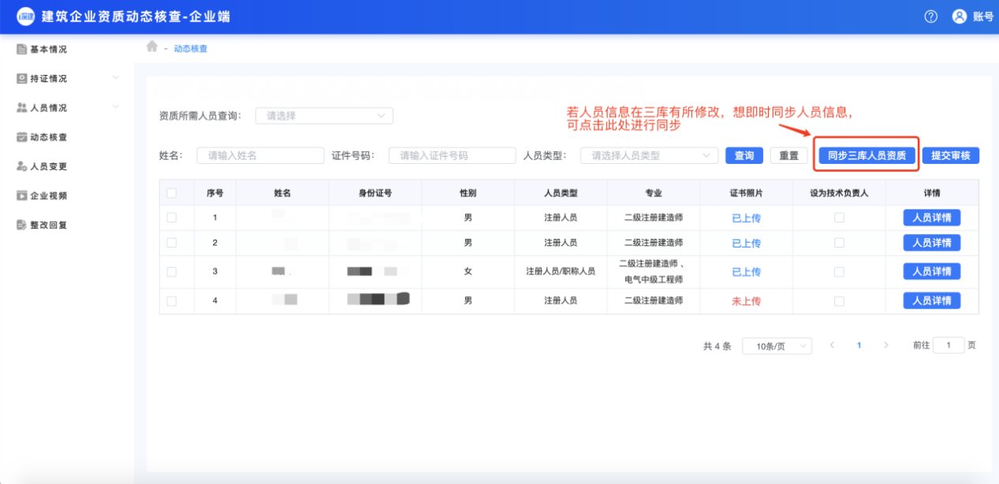 i深建 建筑企业资质动态核查-企业端 账号
基本情况
持证情况
人员情况
动态核查
人员变更
企业视频
整改回复
- 动态核查
资质所需人员查询： 请选择
若人员信息在三库有所修改，想即时同步人员信息，
可点击此处进行同步
姓名： 请输入姓名 证件号码： 请输入证件号码 人员类型： 请选择人员类型 查询 重置 同步三库人员资质 提交审核
序号 姓名 身份证号 性别 人员类型 专业 证书照片 设为技术负责人 详情
1 男 注册人员 二级注册建造师 已上传 人员详情
2 男 注册人员 二级注册建造师 已上传 人员详情
3 女 注册人员/职称人员 二级注册建造师 、 已上传 人员详情
电气中级工程师
4 男 注册人员 二级注册建造师 未上传 人员详情
共 4 条 10条/页 < 1 > 前往 1 页